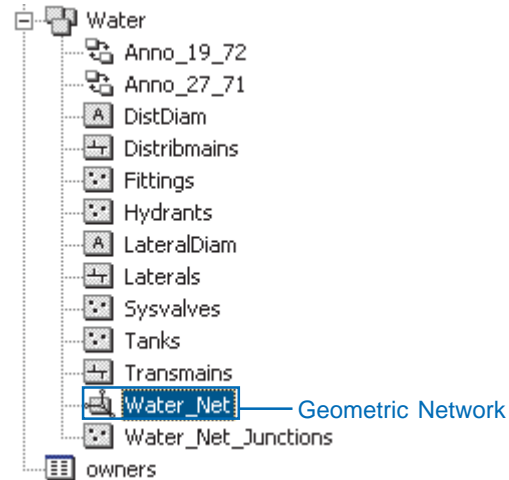 Water
Anno_19_72
Anno_27_71
A DistDiam
Distribmains
Fittings
Hydrants
A LateralDiam
Laterals
Sysvalves
Tanks
Transmains
Water_Net Geometric Network
Water_Net_Junctions
owners